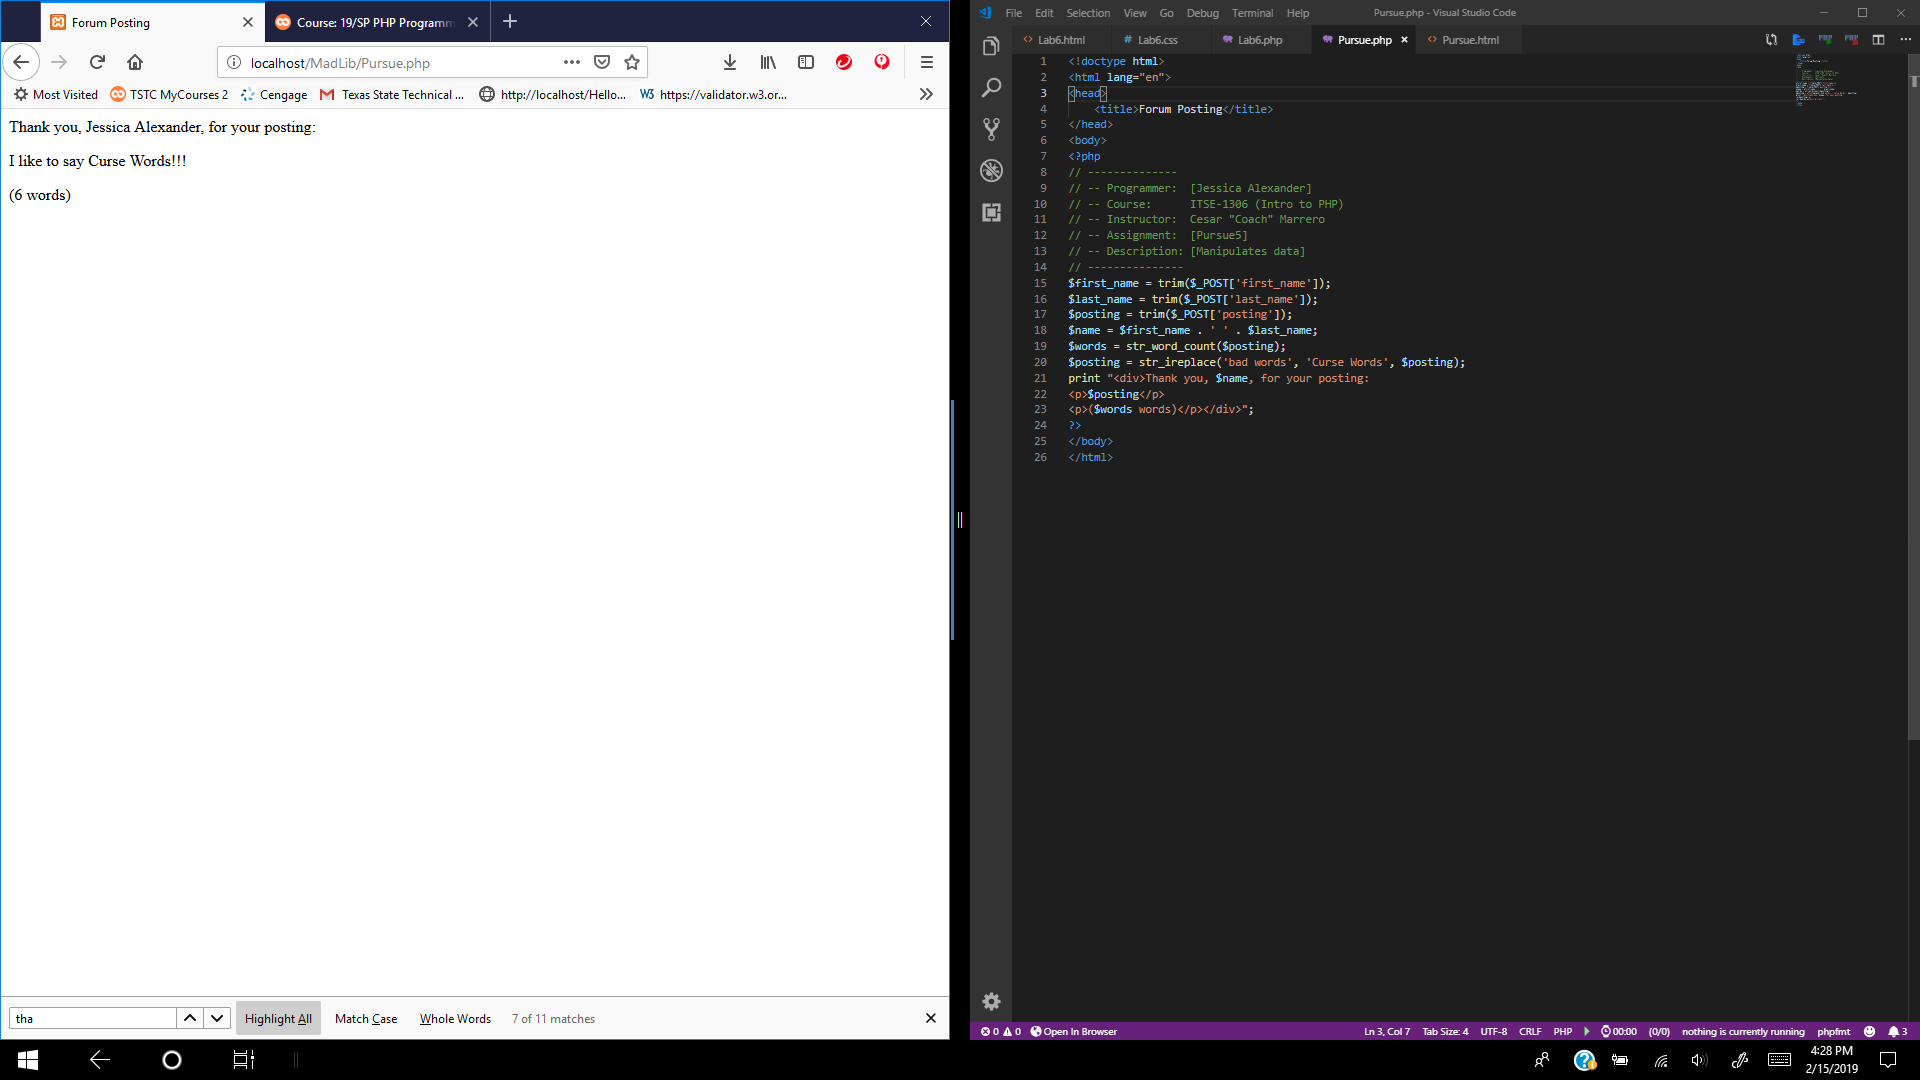 Forum Posting
Course: 19/SP PHP Programm
localhost/MadLib/Pursue.php
Most Visited
TSTC MyCourses 2
Cengage
Texas State Technical ...
http://localhost/Hello...
https://validator.w3.or...
Thank you, Jessica Alexander, for your posting:
I like to say Curse Words!!!
(6 words)
tha
Highlight All
Match Case
Whole Words
7 of 11 matches
File Edit Selection View Go Debug Terminal Help
Pursue.php - Visual Studio Code
Lab6.html
Lab6.css
Lab6.php
Pursue.php
Pursue.html
1 <!doctype html>
2 <html lang="en">
3 <head>
4 <title>Forum Posting</title>
5 </head>
6 <body>
7 <?php
8 // --------------
9 // -- Programmer: [Jessica Alexander]
10 // -- Course: ITSE-1306 (Intro to PHP)
11 // -- Instructor: Cesar "Coach" Marrero
12 // -- Assignment: [Pursue5]
13 // -- Description: [Manipulates data]
14 // ---------------
15 $first_name = trim($_POST['first_name']);
16 $last_name = trim($_POST['last_name']);
17 $posting = trim($_POST['posting']);
18 $name = $first_name . ' ' . $last_name;
19 $words = str_word_count($posting);
20 $posting = str_ireplace('bad words', 'Curse Words', $posting);
21 print "<div>Thank you, $name, for your posting:
22 <p>$posting</p>
23 <p>($words words)</p></div>";
24 ?>
25 </body>
26 </html>
0 0 Open In Browser
Ln 3, Col 7 Tab Size: 4 UTF-8 CRLF PHP 00:00 (0/0) nothing is currently running phpfmt 3
4:28 PM
2/15/2019